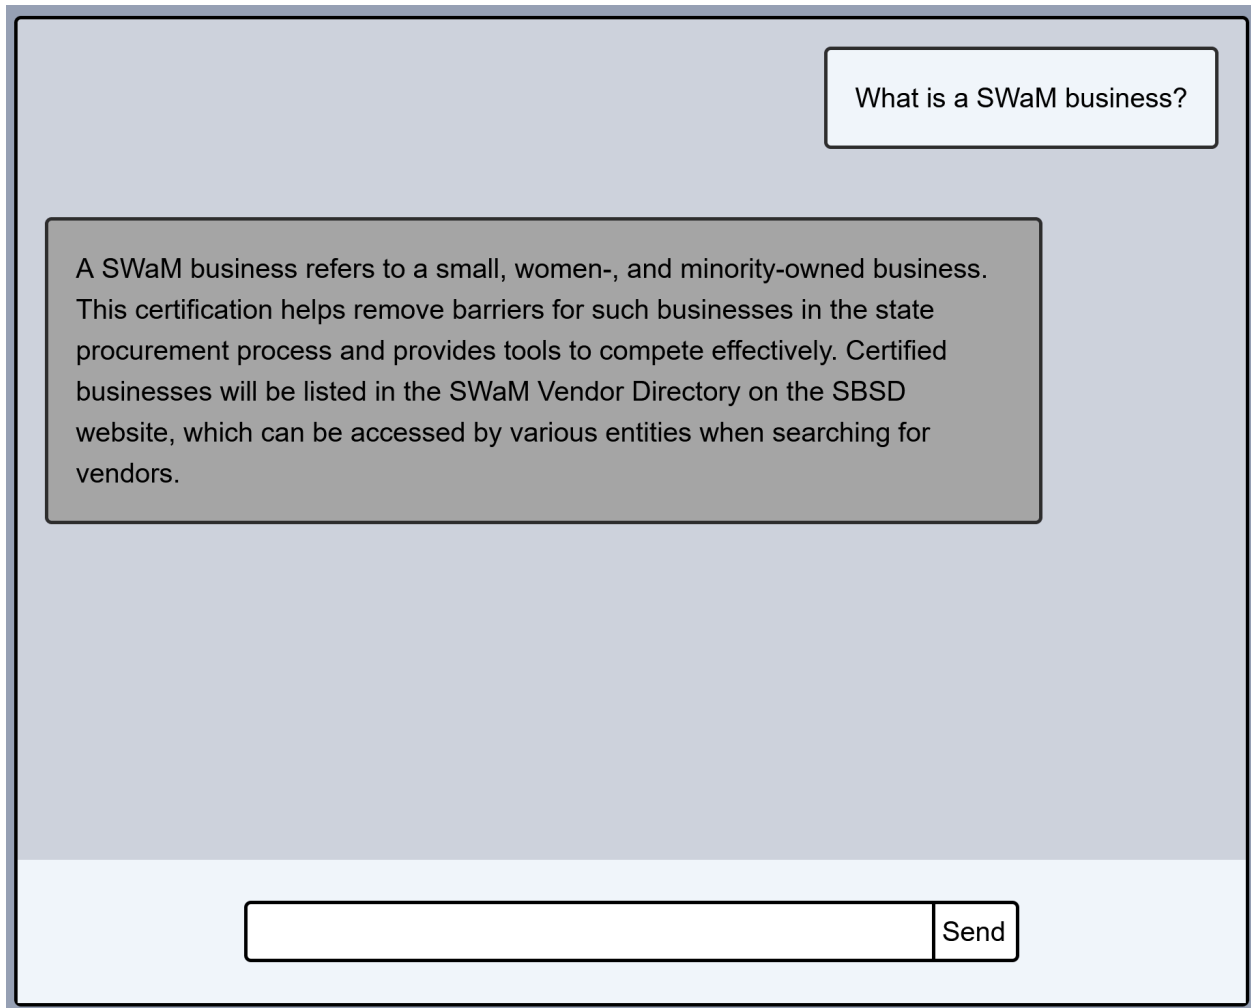 What is a SWaM business?
A SWaM business refers to a small, women-, and minority-owned business.
This certification helps remove barriers for such businesses in the state
procurement process and provides tools to compete effectively. Certified
businesses will be listed in the SWaM Vendor Directory on the SBSD
website, which can be accessed by various entities when searching for
vendors.
Send